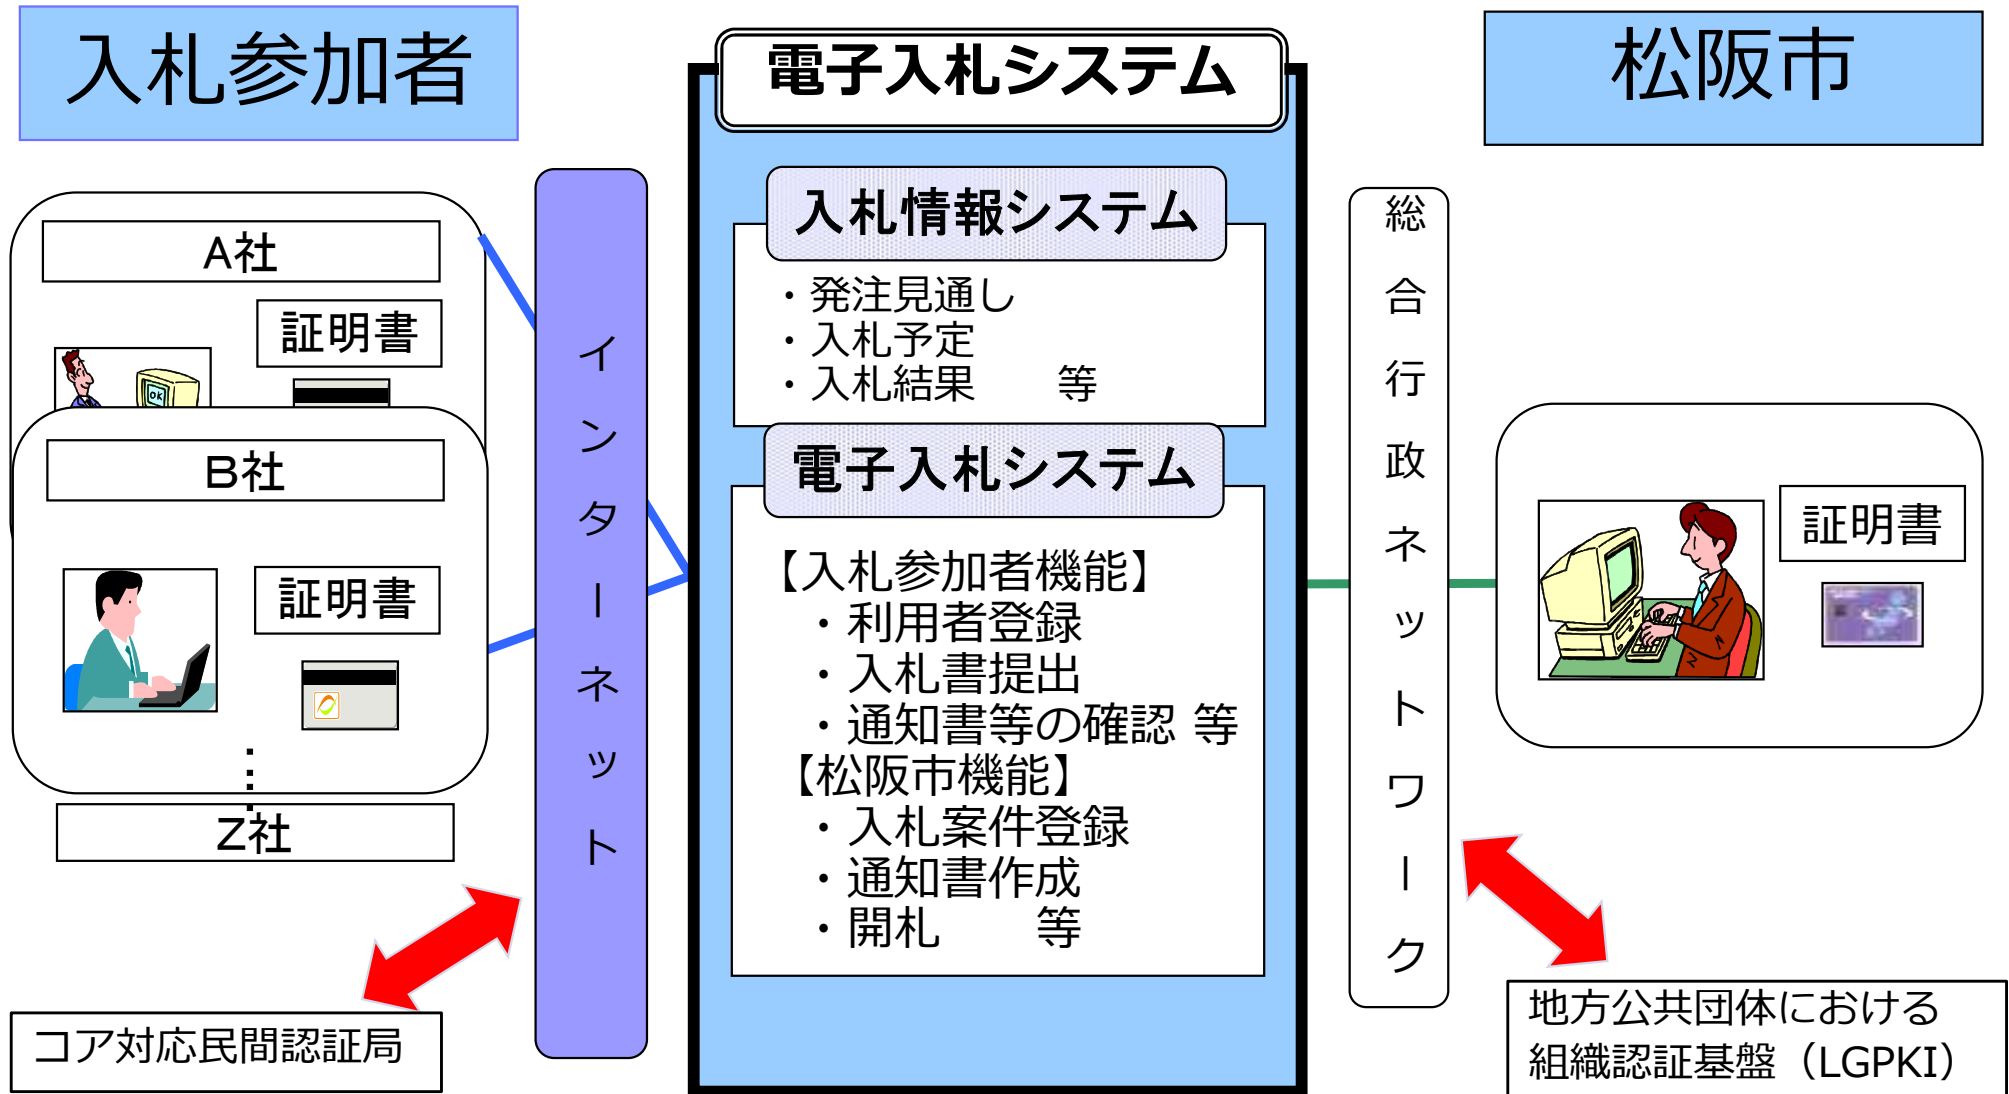 入札参加者
電子入札システム
松阪市
A社
証明書
OK
B社
証明書
Z社
コア対応民間認証局
インターネット
入札情報システム
・発注見通し
・入札予定
・入札結果 等
電子入札システム
【入札参加者機能】
・利用者登録
・入札書提出
・通知書等の確認 等
【松阪市機能】
・入札案件登録
・通知書作成
・開札 等
総合行政ネットワーク
証明書
地方公共団体における
組織認証基盤（LGPKI）